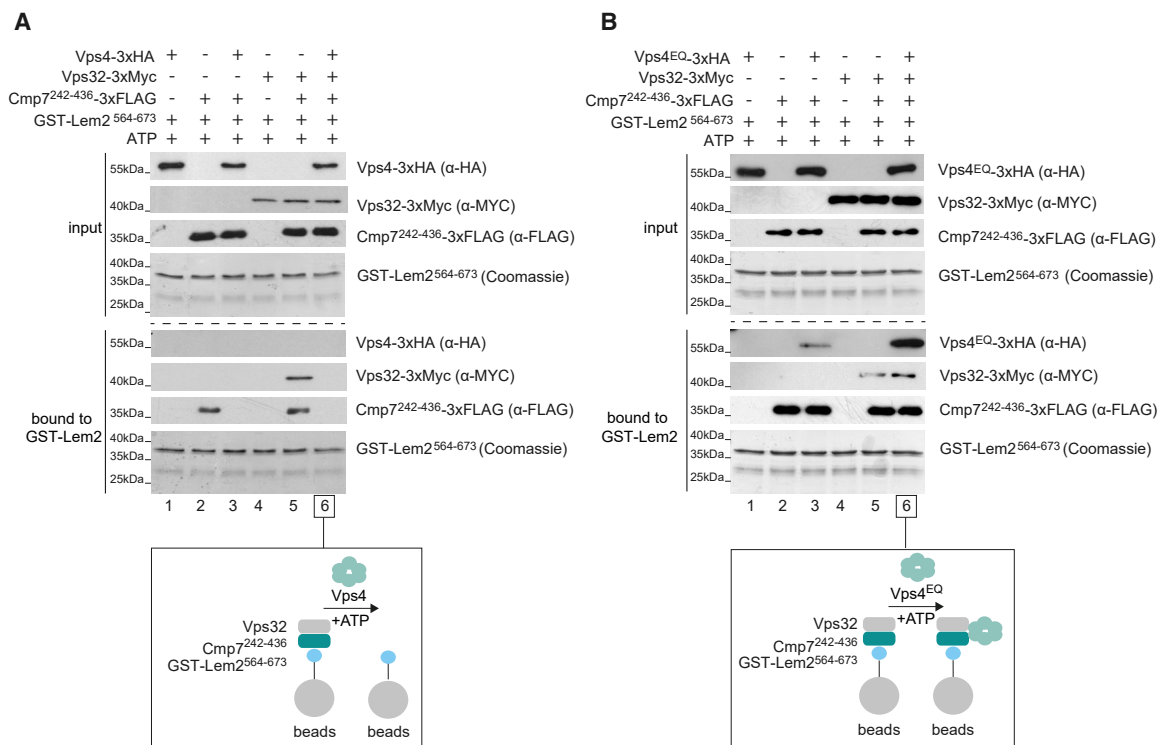 A
Vps4-3xHA + - + - - +
Vps32-3xMyc - - - + + +
Cmp7242-436-3xFLAG - + + - + +
GST-Lem2 564-673 + + + + + +
ATP + + + + + +
input
55kDa
Vps4-3xHA (α-HA)
40kDa
Vps32-3xMyc (α-MYC)
35kDa
Cmp7242-436-3xFLAG (α-FLAG)
40kDa
35kDa
25kDa
GST-Lem2564-673 (Coomassie)
bound to
GST-Lem2
55kDa
Vps4-3xHA (α-HA)
40kDa
Vps32-3xMyc (α-MYC)
35kDa
Cmp7242-436-3xFLAG (α-FLAG)
40kDa
35kDa
25kDa
GST-Lem2564-673 (Coomassie)
1 2 3 4 5 6
Vps4
+ATP
Vps32
Cmp7242-436
GST-Lem2564-673
beads beads
B
Vps4EQ-3xHA + - + - - +
Vps32-3xMyc - - - + + +
Cmp7242-436-3xFLAG - + + - + +
GST-Lem2564-673 + + + + + +
ATP + + + + + +
input
55kDa
Vps4EQ-3xHA (α-HA)
40kDa
Vps32-3xMyc (α-MYC)
35kDa
Cmp7242-436-3xFLAG (α-FLAG)
40kDa
35kDa
25kDa
GST-Lem2564-673 (Coomassie)
bound to
GST-Lem2
55kDa
Vps4EQ-3xHA (α-HA)
40kDa
Vps32-3xMyc (α-MYC)
35kDa
Cmp7242-436-3xFLAG (α-FLAG)
40kDa
35kDa
25kDa
GST-Lem2564-673 (Coomassie)
1 2 3 4 5 6
Vps4EQ
+ATP
Vps32
Cmp7242-436
GST-Lem2564-673
beads beads